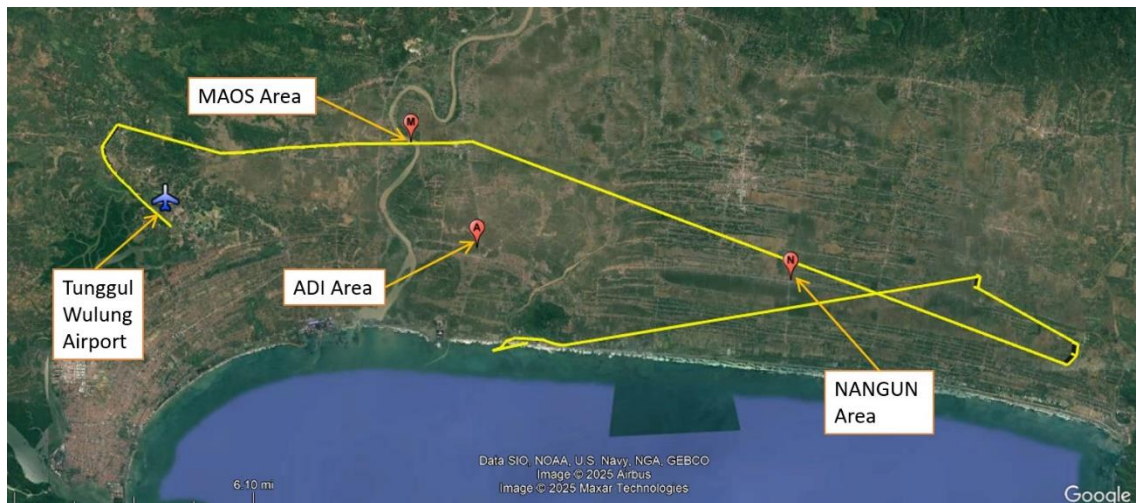 MAOS Area
M
A
N
ADI Area
Tunggul
Wulung
Airport
NANGUN
Area
Data SIO, NOAA, U.S. Navy, NGA, GEBCO
Image © 2025 Airbus
Image © 2025 Maxar Technologies
6.10 mi
Google